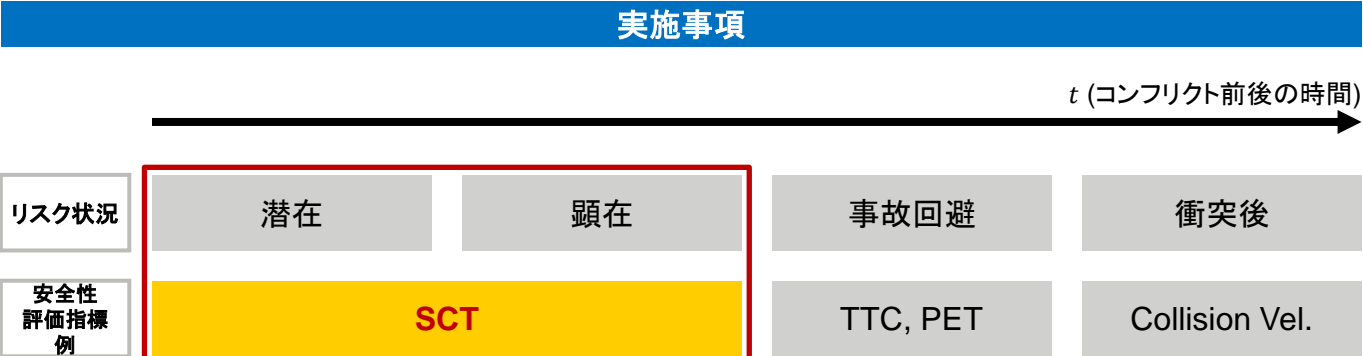 実施事項
t (コンフリクト前後の時間)
リスク状況
潜在
顕在
事故回避
衝突後
安全性
評価指標
例
SCT
TTC, PET
Collision Vel.